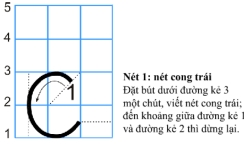 5
4
3
2
1
1
Nét 1: nét cong trái
Đặt bút dưới đường kẻ 3
một chút, viết nét cong trái;
đến khoảng giữa đường kẻ 1
và đường kẻ 2 thì dừng lại.